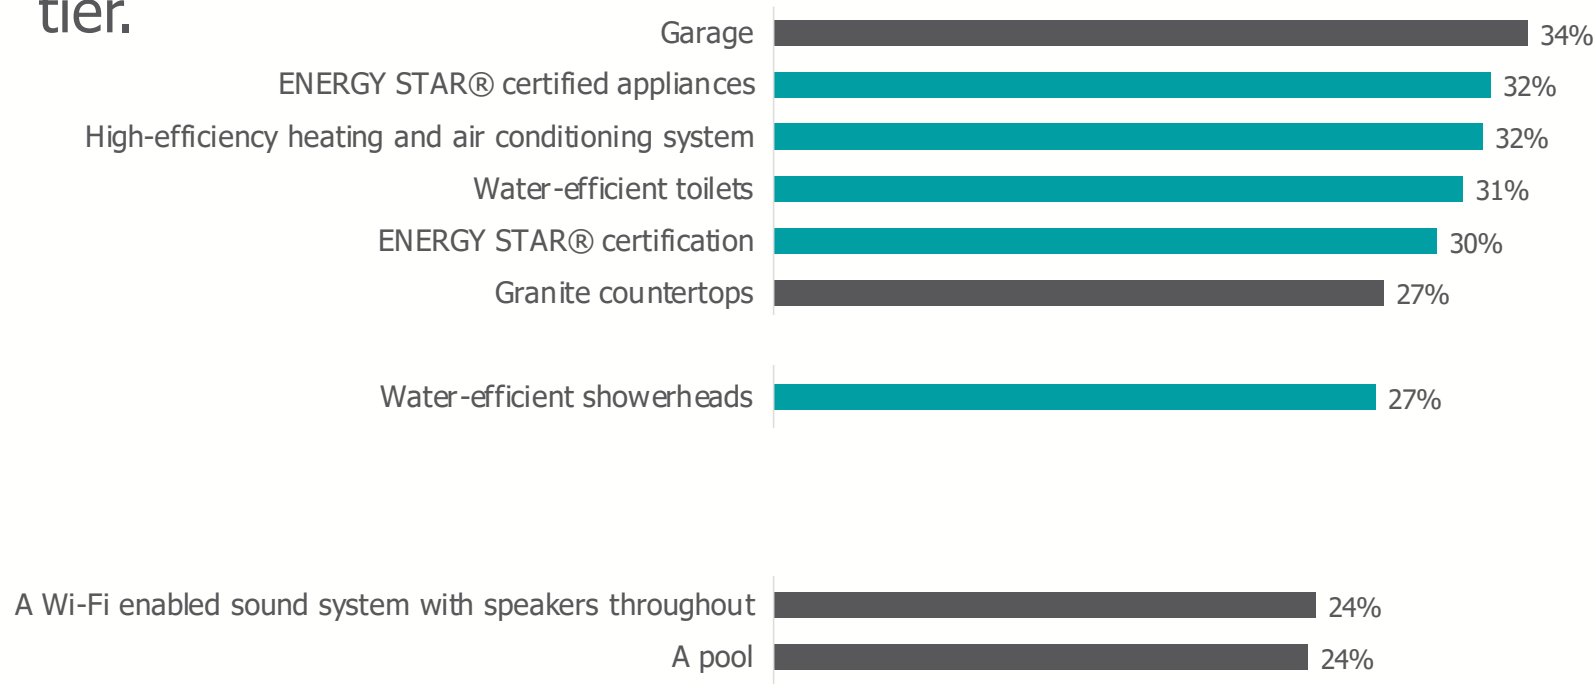 tier.
Garage 34%
ENERGY STAR® certified appliances 32%
High-efficiency heating and air conditioning system 32%
Water-efficient toilets 31%
ENERGY STAR® certification 30%
Granite countertops 27%
Water-efficient showerheads 27%
A Wi-Fi enabled sound system with speakers throughout 24%
A pool 24%